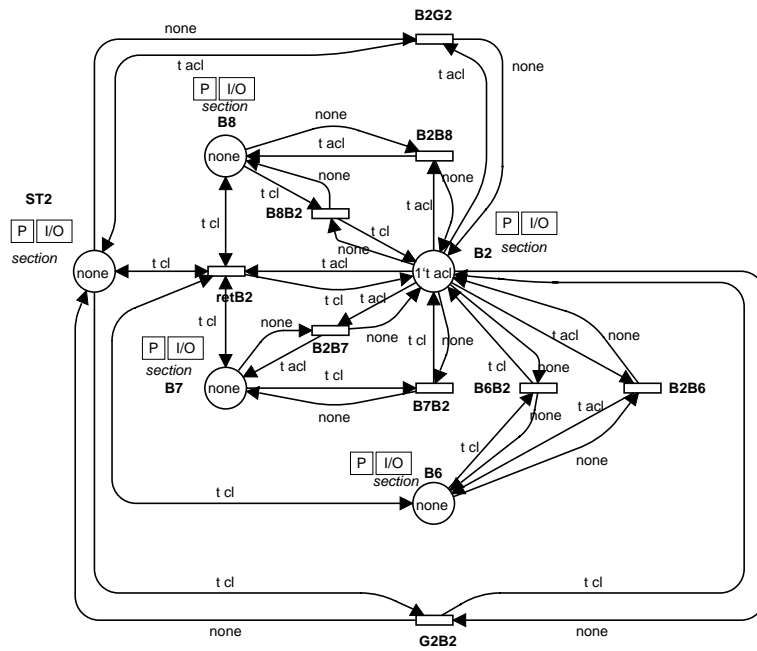 B2G2
none
t acl
none
t acl
P I/O
section
B8
none
none
B2B8
t acl
none
none
t cl
ST2
B8B2
t acl
P I/O
P I/O
t cl
t cl
B2
none
section
section
none
t cl
t acl
1't acl
retB2
t cl
t acl
t cl
none
t acl
P I/O
B2B7
none
t cl
none
none
section
t acl
t cl
none
B7
none
t cl
B6B2
B2B6
B7B2
t acl
none
none
t cl
none
P I/O
B6
section
t cl
none
t cl
t cl
none
G2B2
none